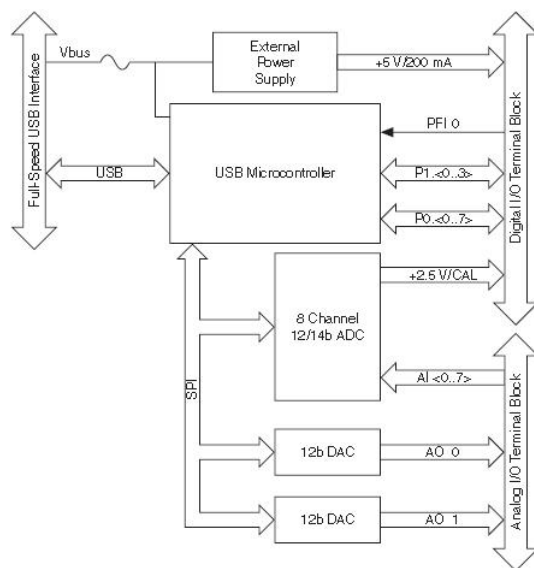 Vbus
External
Power
Supply
+5 V/200 mA
Full-Speed USB Interface
USB
USB Microcontroller
PFI 0
P1.<0..3>
P0.<0..7>
Digital I/O Terminal Block
+2.5 V/CAL
8 Channel
12/14b ADC
AI <0..7>
SPI
12b DAC
AO 0
12b DAC
AO 1
Analog I/O Terminal Block